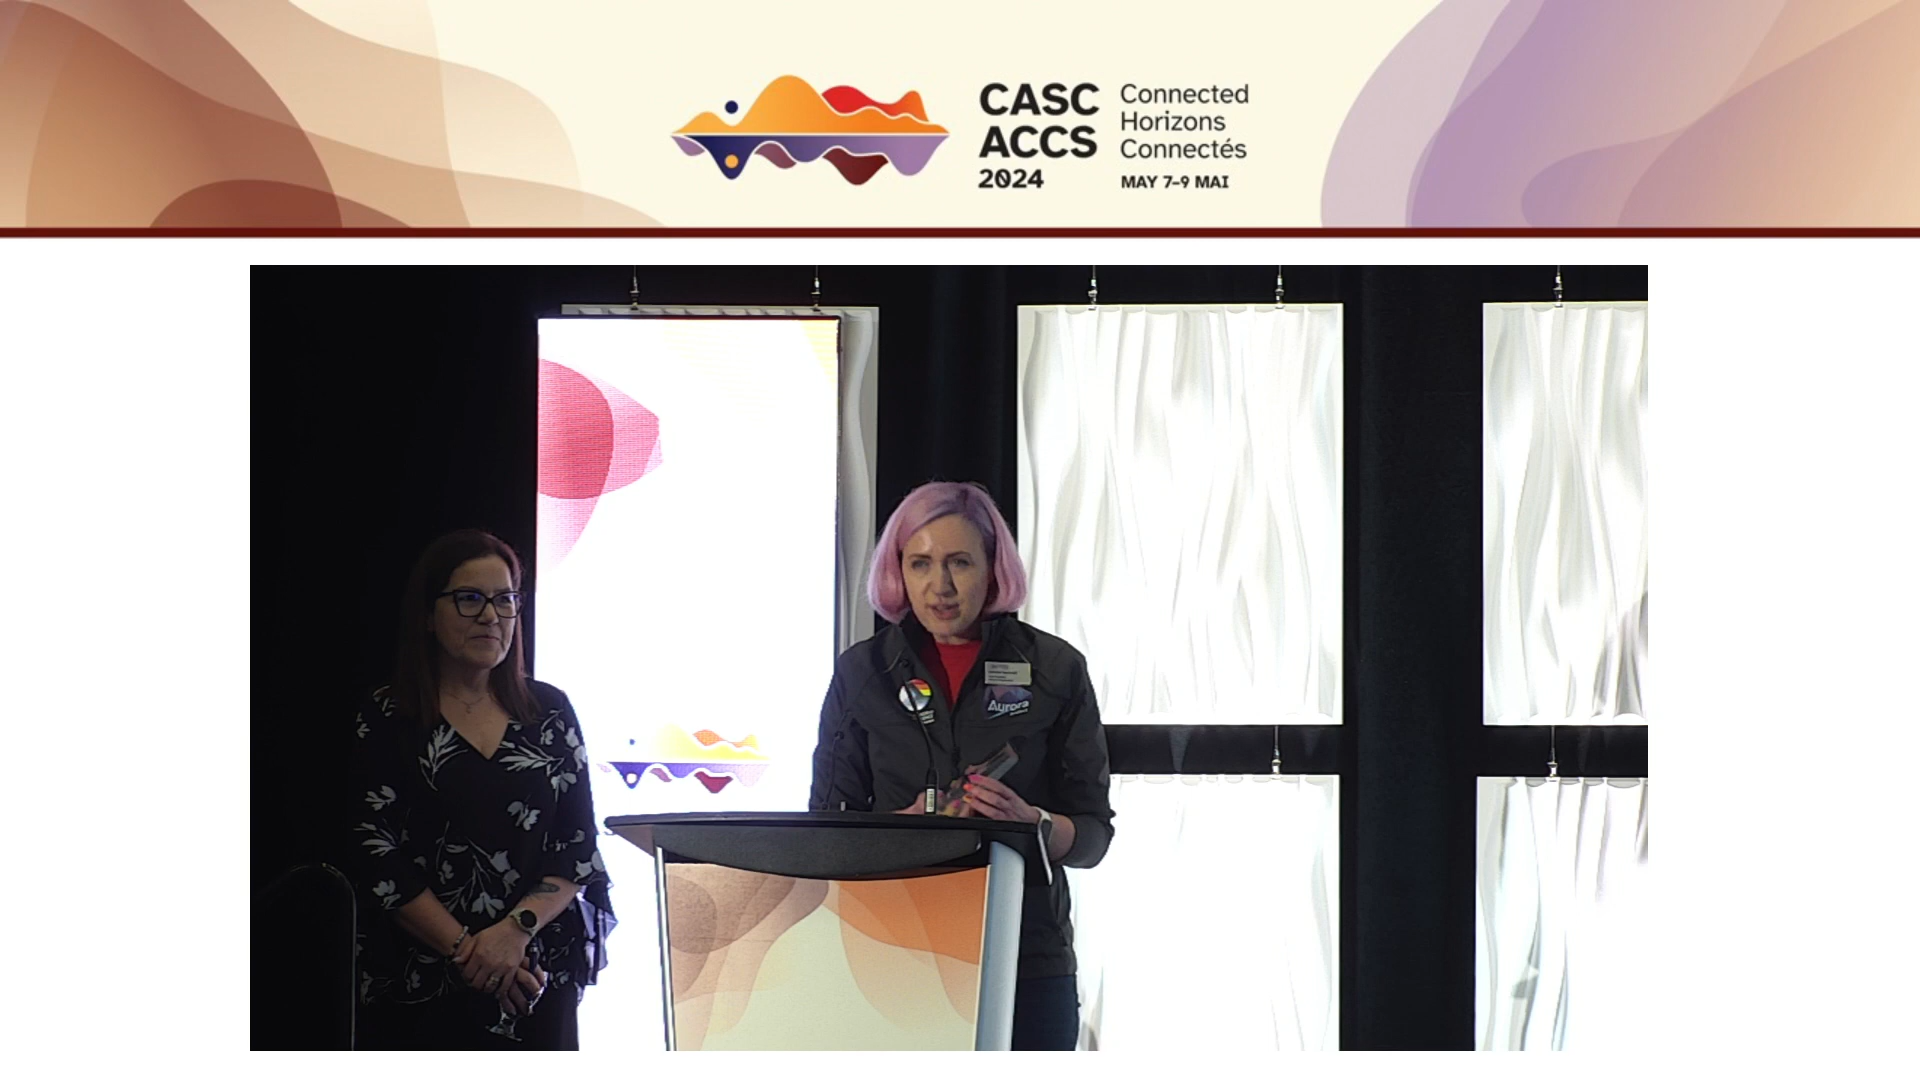 CASC
ACCS
2024
Connected
Horizons
Connectés
MAY 7–9 MAI
Aurora